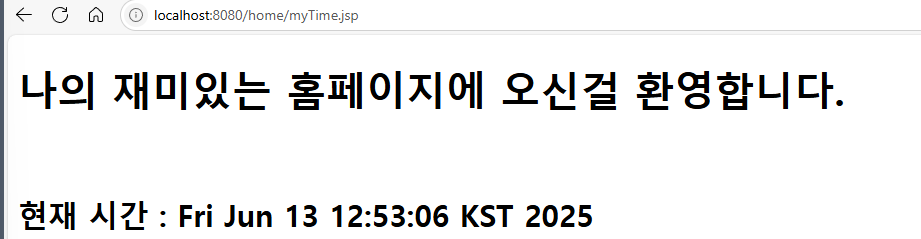 localhost:8080/home/myTime.jsp
나의 재미있는 홈페이지에 오신걸 환영합니다.
현재 시간 : Fri Jun 13 12:53:06 KST 2025